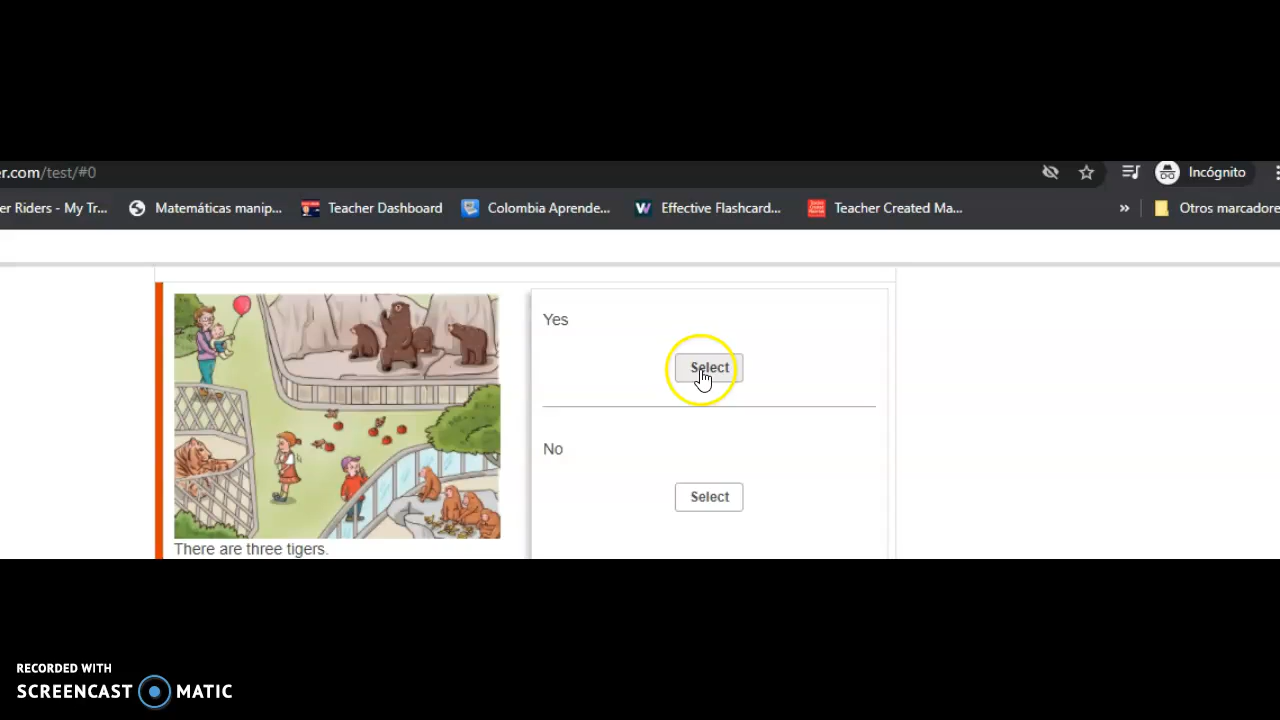 er.com/test/#0
Incógnito
er Riders - My Tr...
Matemáticas manip...
Teacher Dashboard
Colombia Aprende...
Effective Flashcard...
Teacher Created Ma...
»
Otros marcadore
Yes
Select
No
Select
There are three tigers.
RECORDED WITH
SCREENCAST MATIC